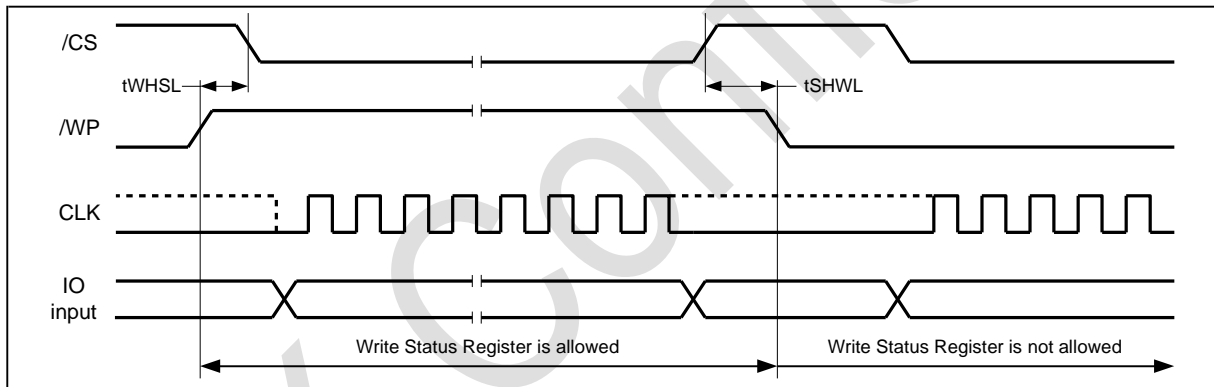 /CS
tWHSL
tSHWL
/WP
CLK
IO
input
Write Status Register is allowed
Write Status Register is not allowed